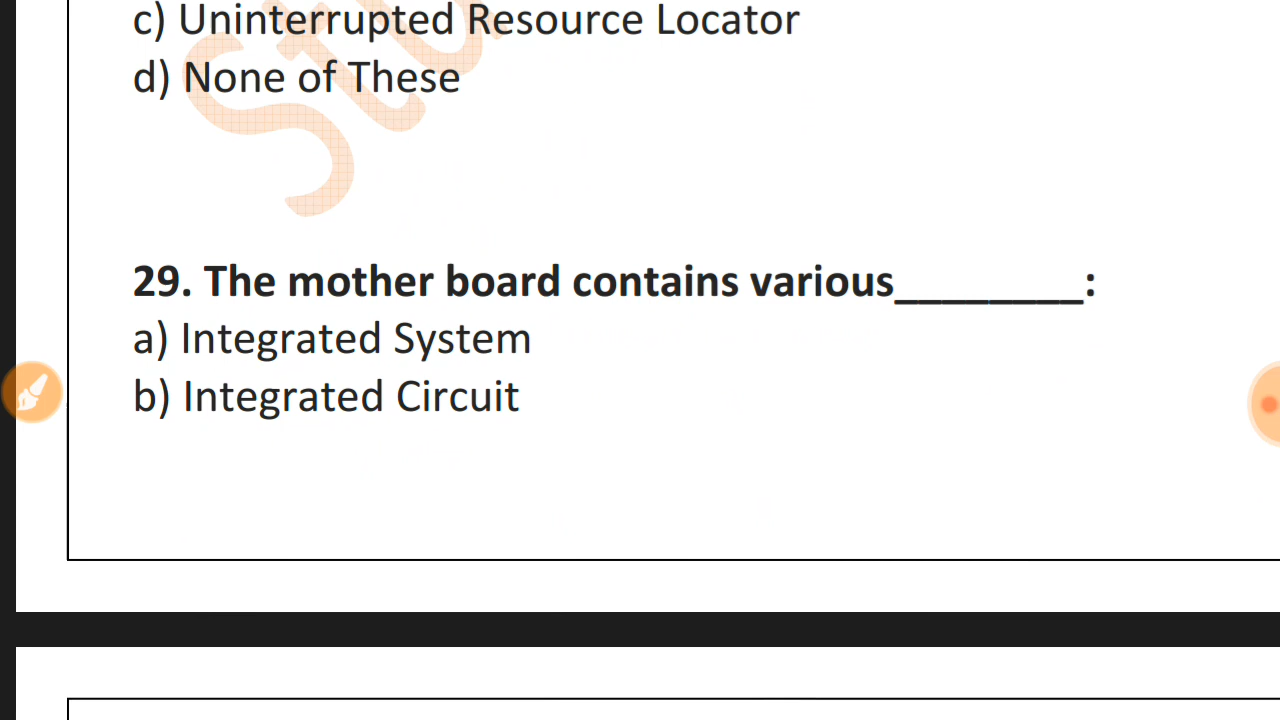 c) Uninterrupted Resource Locator
d) None of These
29. The mother board contains various________:
a) Integrated System
b) Integrated Circuit